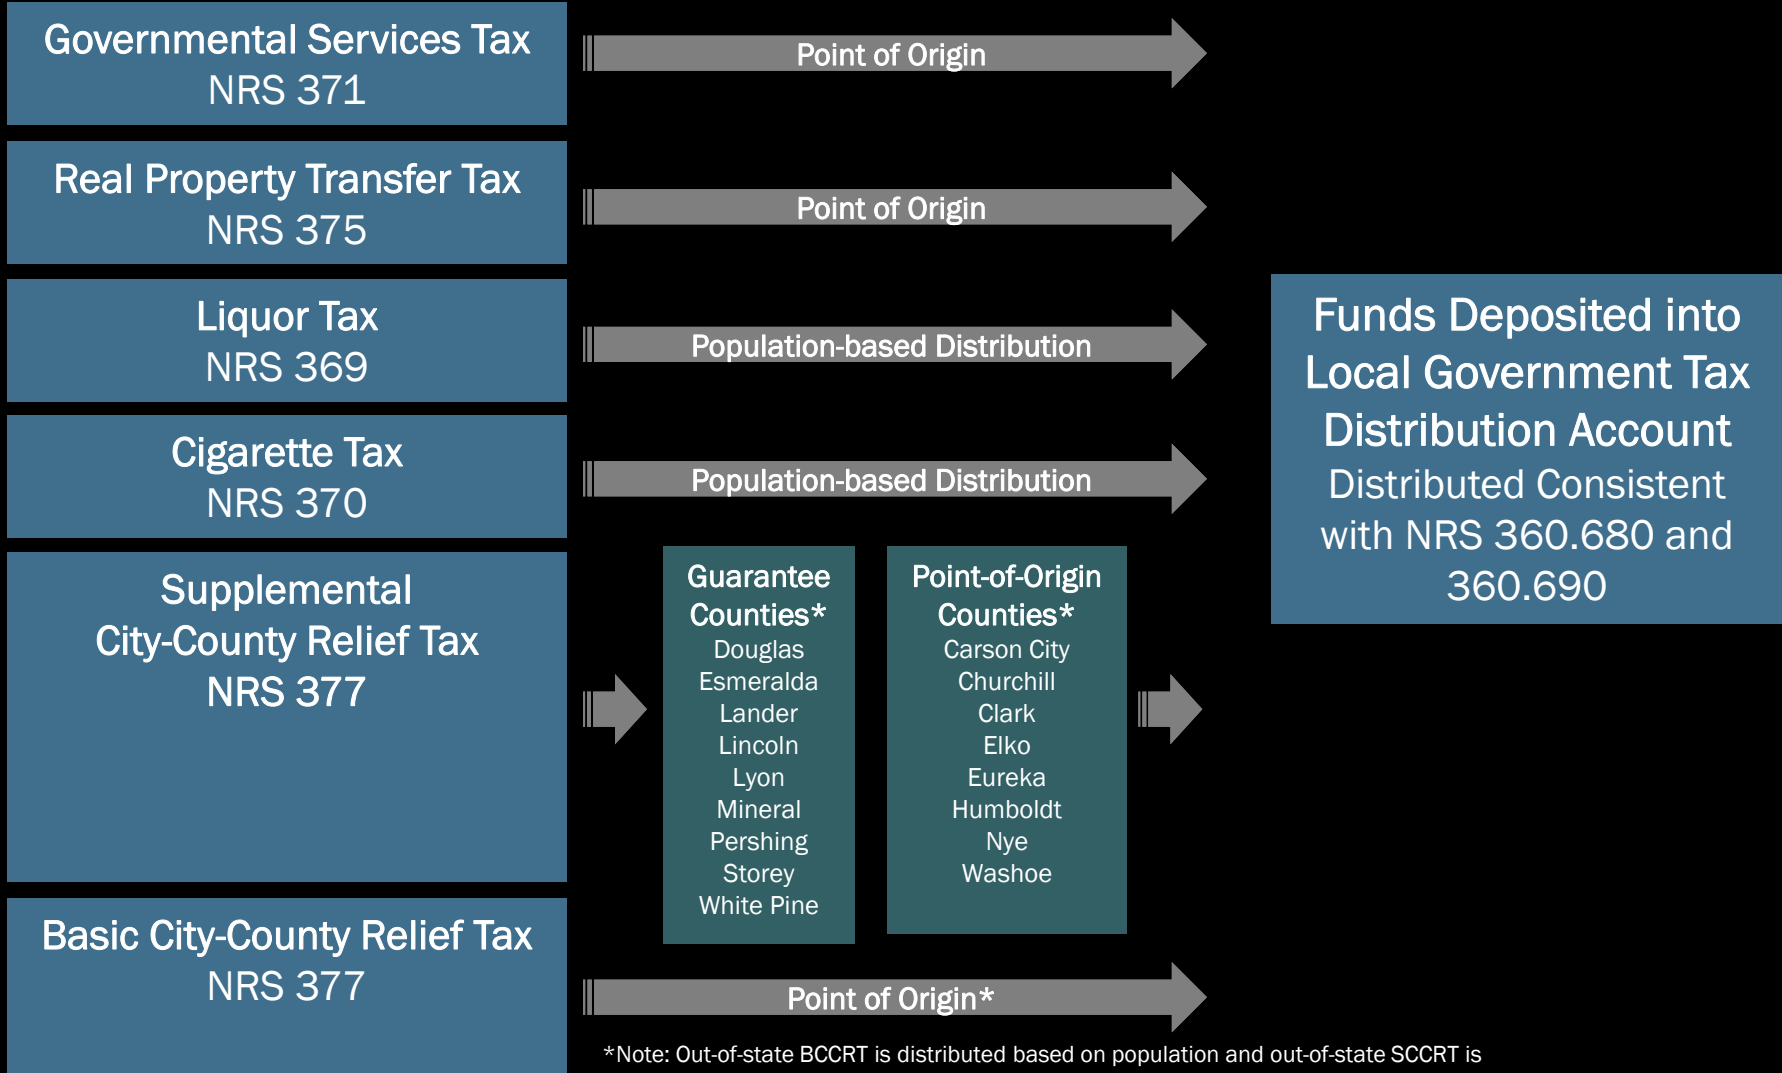 Governmental Services Tax
NRS 371
Point of Origin
Real Property Transfer Tax
NRS 375
Point of Origin
Liquor Tax
NRS 369
Population-based Distribution
Cigarette Tax
NRS 370
Population-based Distribution
Supplemental
City-County Relief Tax
NRS 377
Guarantee
Counties*
Douglas
Esmeralda
Lander
Lincoln
Lyon
Mineral
Pershing
Storey
White Pine
Point-of-Origin
Counties*
Carson City
Churchill
Clark
Elko
Eureka
Humboldt
Nye
Washoe
Basic City-County Relief Tax
NRS 377
Point of Origin*
Funds Deposited into
Local Government Tax
Distribution Account
Distributed Consistent
with NRS 360.680 and
360.690
*Note: Out-of-state BCCRT is distributed based on population and out-of-state SCCRT is